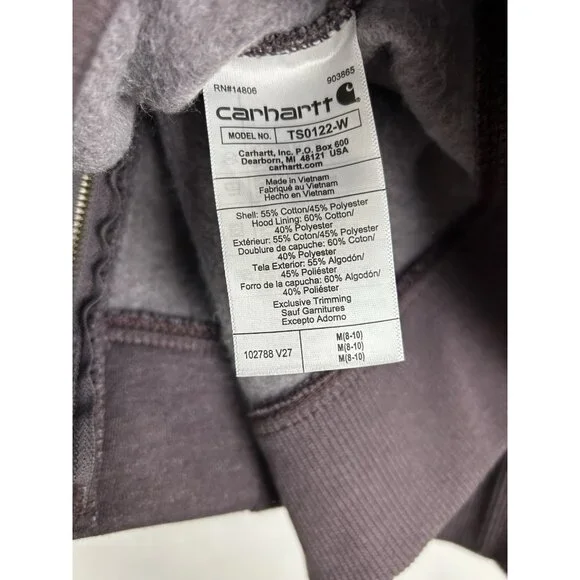 RN#14806 903665
carhartt
MODEL NO. TS0122-W
Carhartt, Inc. P.O. Box 600
Dearborn, MI 48121 USA
carhartt.com
Made in Vietnam
Fabriqué au Vietnam
Hecho en Vietnam
Shell: 55% Cotton/45% Polyester
Hood Lining: 60% Cotton/
40% Polyester
Extérieur: 55% Coton/45% Polyester
Doublure de capuche: 60% Coton/
40% Polyester
Tela Exterior: 55% Algodón/
45% Poliéster
Forro de la capucha: 60% Algodón/
40% Poliéster
Exclusive Trimming
Sauf Garnitures
Excepto Adorno
102788 V27
M(8-10)
M(8-10)
M(8-10)